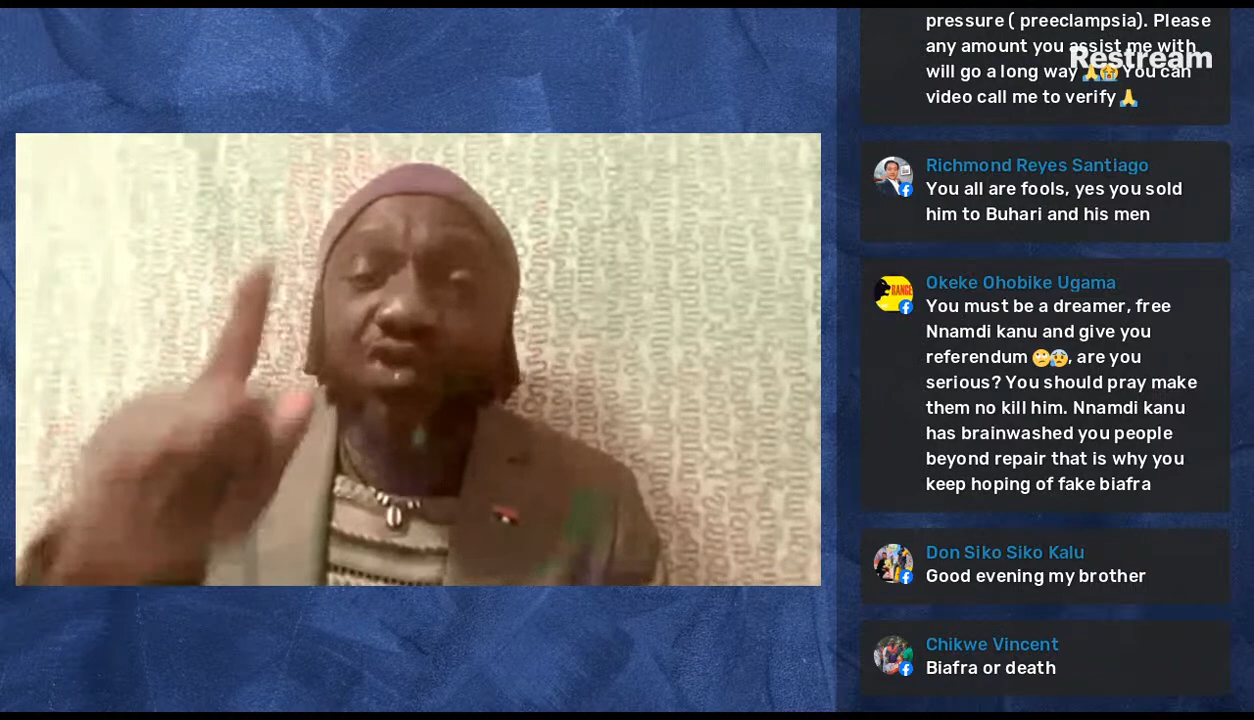 pressure ( preeclampsia). Please
any amount you assist me with
Restream
will go a long way🙏😭 You can
video call me to verify🙏
Richmond Reyes Santiago
You all are fools, yes you sold
him to Buhari and his men
Okeke Ohobike Ugama
RANGE
You must be a dreamer, free
Nnamdi kanu and give you
referendum 🙄😰, are you
serious? You should pray make
them no kill him. Nnamdi kanu
has brainwashed you people
beyond repair that is why you
keep hoping of fake biafra
Don Siko Siko Kalu
Good evening my brother
Chikwe Vincent
Biafra or death